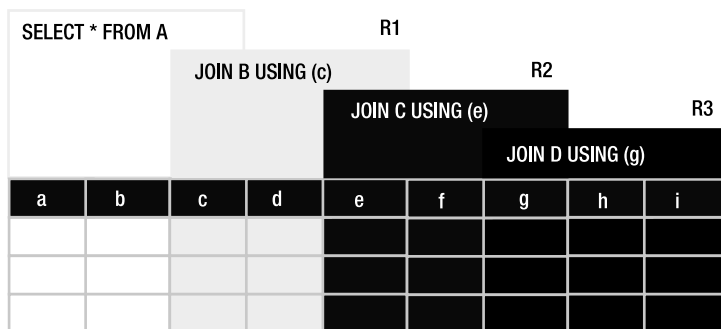 SELECT * FROM A
R1
JOIN B USING (c)
R2
JOIN C USING (e)
R3
JOIN D USING (g)
a b c d e f g h i